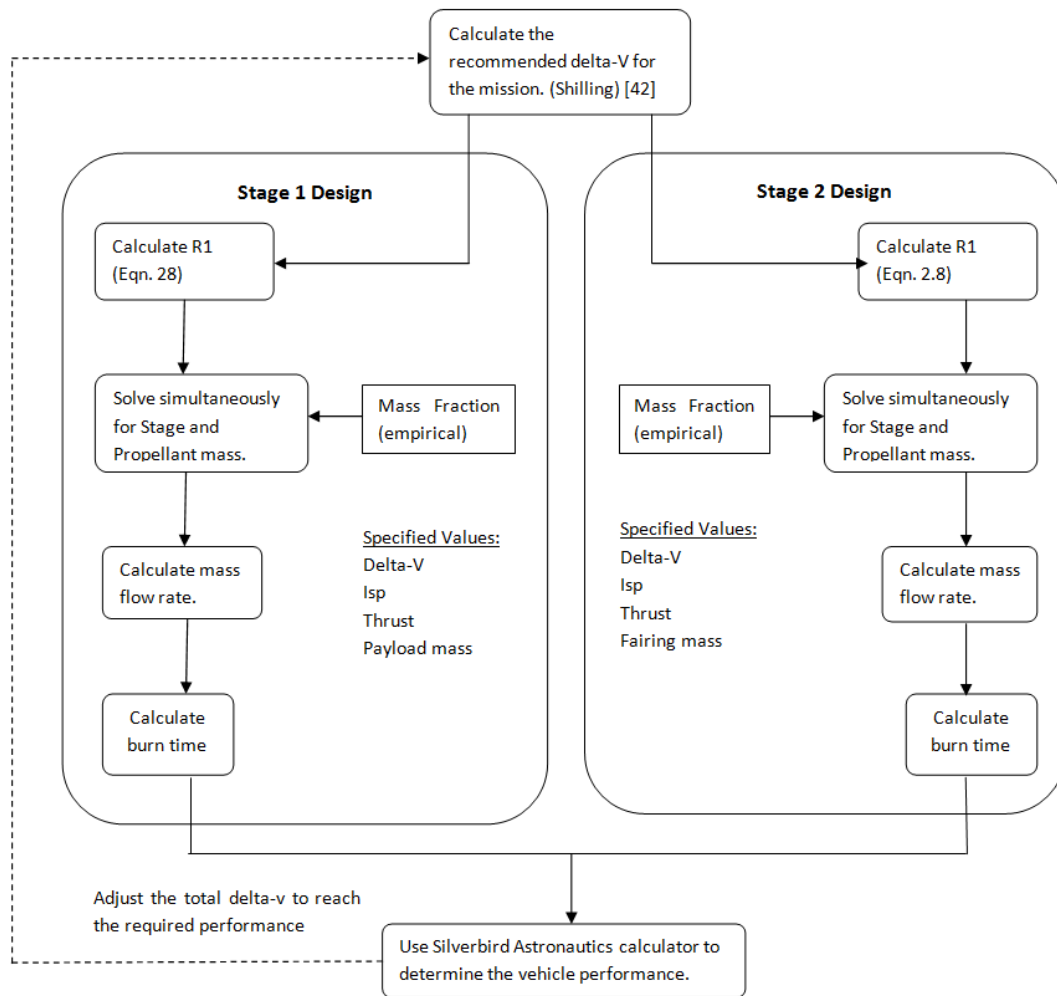 Calculate the
recommended delta-V for
the mission. (Shilling) [42]
Stage 1 Design
Calculate R1
(Eqn. 28)
Solve simultaneously
for Stage and
Propellant mass.
Mass Fraction
(empirical)
Specified Values:
Delta-V
Isp
Thrust
Payload mass
Calculate mass
flow rate.
Calculate
burn time
Stage 2 Design
Calculate R1
(Eqn. 2.8)
Mass Fraction
(empirical)
Solve simultaneously
for Stage and
Propellant mass.
Specified Values:
Delta-V
Isp
Thrust
Fairing mass
Calculate mass
flow rate.
Calculate
burn time
Adjust the total delta-v to reach
the required performance
Use Silverbird Astronautics calculator to
determine the vehicle performance.